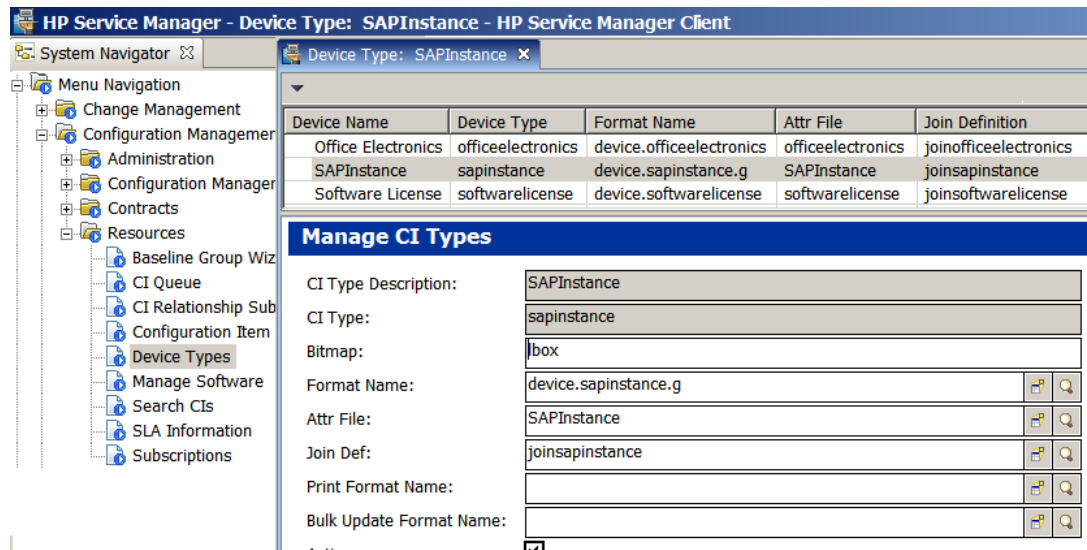 HP Service Manager - Device Type: SAPInstance - HP Service Manager Client
System Navigator
Device Type: SAPInstance
Menu Navigation
Change Management
Configuration Managemer
Administration
Configuration Manager
Contracts
Resources
Baseline Group Wiz
CI Queue
CI Relationship Sub
Configuration Item
Device Types
Manage Software
Search CIs
SLA Information
Subscriptions
Device Name Device Type Format Name Attr File Join Definition
Office Electronics officeelectronics device.officeelectronics officeelectronics joinofficeelectronics
SAPInstance sapinstance device.sapinstance.g SAPInstance joinsapinstance
Software License softwarelicense device.softwarelicense softwarelicense joinsoftwarelicense
Manage CI Types
CI Type Description: SAPInstance
CI Type: sapinstance
Bitmap: lbox
Format Name: device.sapinstance.g
Attr File: SAPInstance
Join Def: joinsapinstance
Print Format Name:
Bulk Update Format Name: